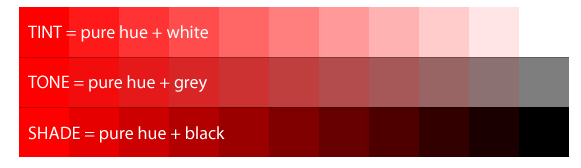 TINT = pure hue + white
TONE = pure hue + grey
SHADE = pure hue + black